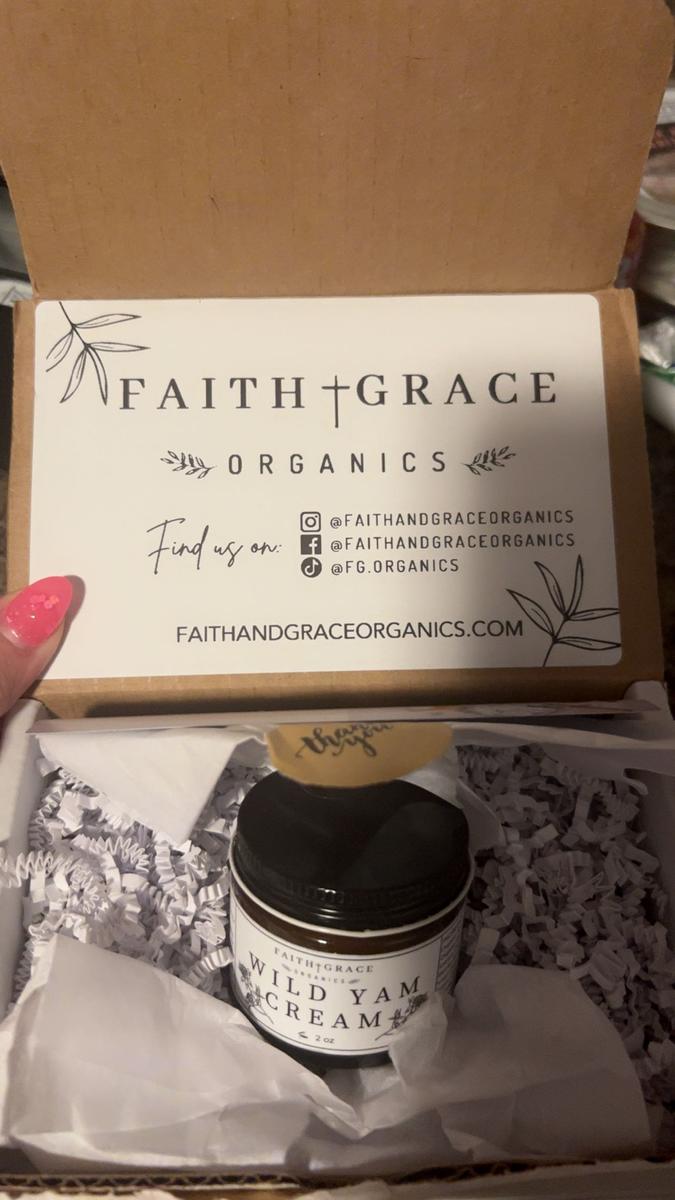 FAITH†GRACE
ORGANICS
Find us on:
@FAITHANDGRACEORGANICS
@FAITHANDGRACEORGANICS
@FG.ORGANICS
FAITHANDGRACEORGANICS.COM
thank you
FAITH†GRACE
ORGANICS
WILD YAM
CREAM
2 oz